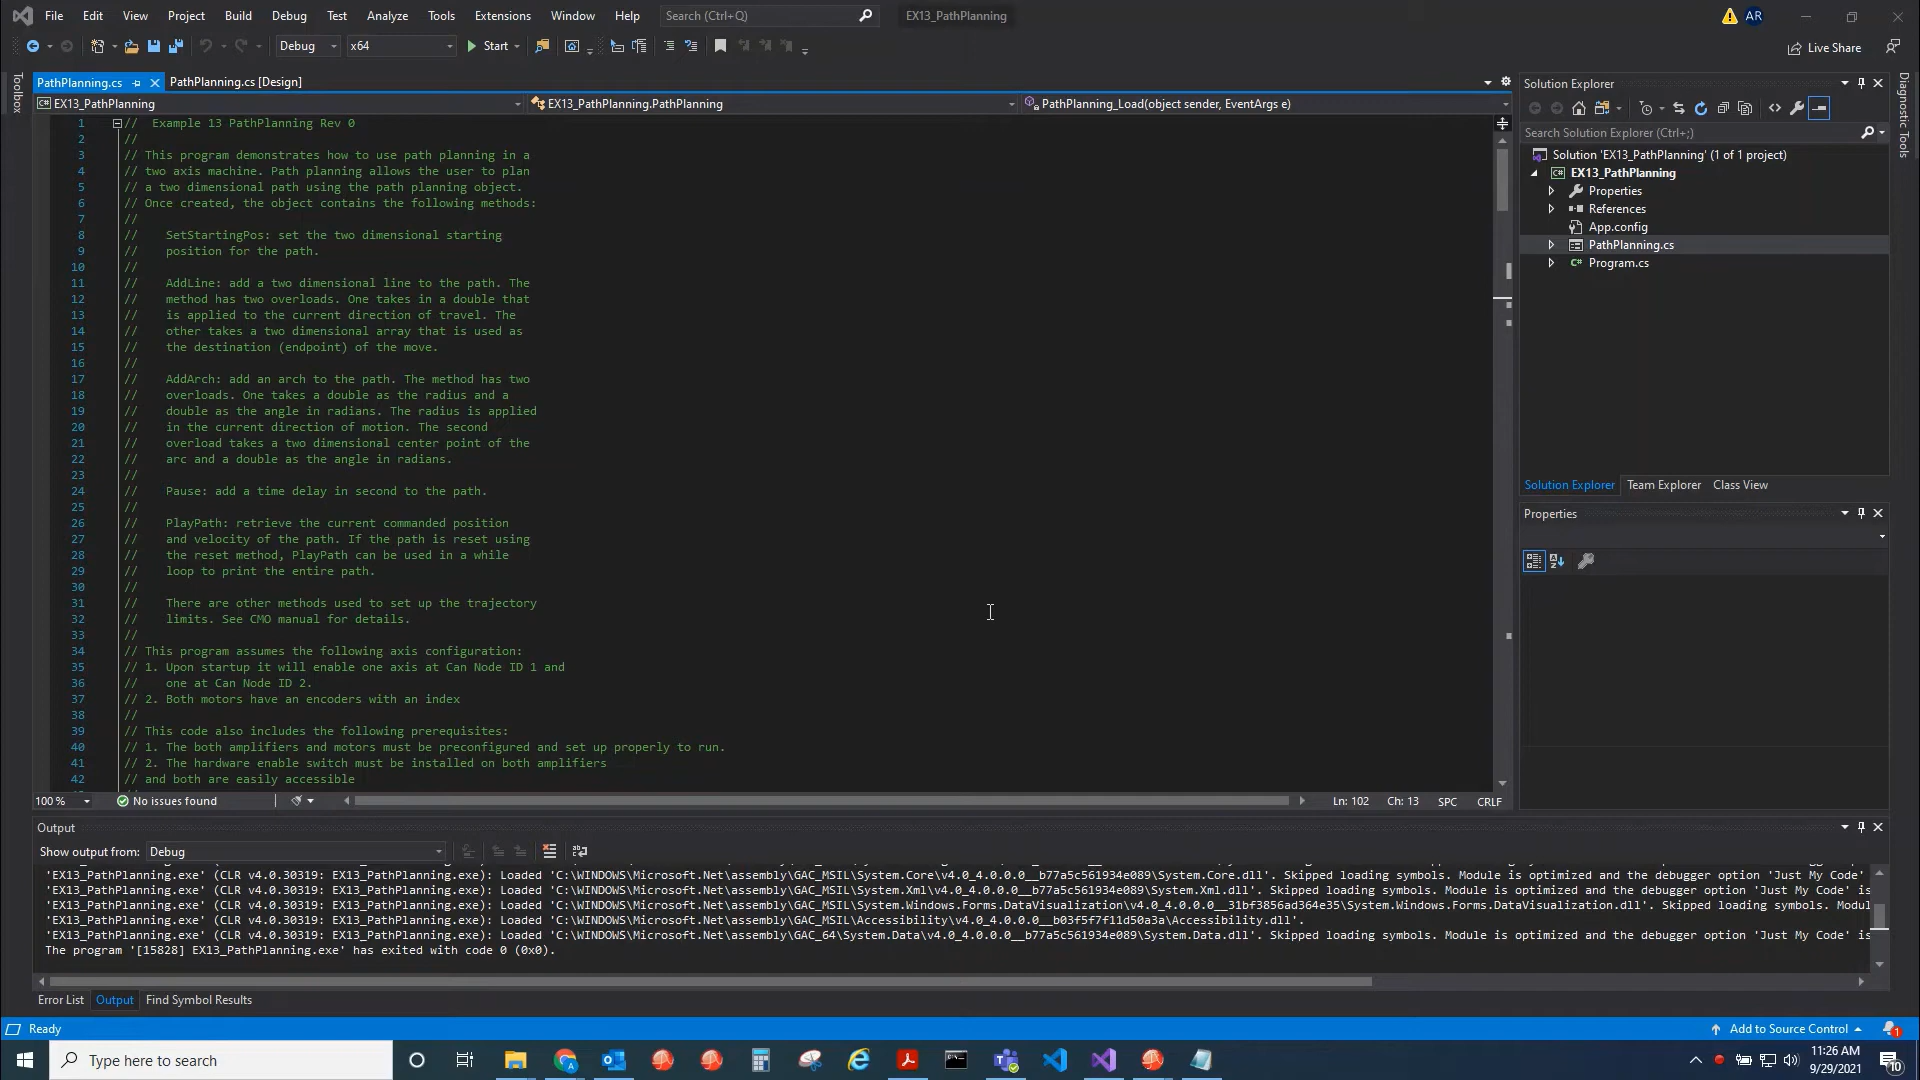 File Edit View Project Build Debug Test Analyze Tools Extensions Window Help Search (Ctrl+Q) EX13_PathPlanning AR
Debug x64 Start Live Share
Toolbox
PathPlanning.cs PathPlanning.cs [Design]
EX13_PathPlanning EX13_PathPlanning.PathPlanning PathPlanning_Load(object sender, EventArgs e)
1 // Example 13 PathPlanning Rev 0
2 //
3 // This program demonstrates how to use path planning in a
4 // two axis machine. Path planning allows the user to plan
5 // a two dimensional path using the path planning object.
6 // Once created, the object contains the following methods:
7 //
8 // SetStartingPos: set the two dimensional starting
9 // position for the path.
10 //
11 // AddLine: add a two dimensional line to the path. The
12 // method has two overloads. One takes in a double that
13 // is applied to the current direction of travel. The
14 // other takes a two dimensional array that is used as
15 // the destination (endpoint) of the move.
16 //
17 // AddArch: add an arch to the path. The method has two
18 // overloads. One takes a double as the radius and a
19 // double as the angle in radians. The radius is applied
20 // in the current direction of motion. The second
21 // overload takes a two dimensional center point of the
22 // arc and a double as the angle in radians.
23 //
24 // Pause: add a time delay in second to the path.
25 //
26 // PlayPath: retrieve the current commanded position
27 // and velocity of the path. If the path is reset using
28 // the reset method, PlayPath can be used in a while
29 // loop to print the entire path.
30 //
31 // There are other methods used to set up the trajectory
32 // limits. See CMO manual for details.
33 //
34 // This program assumes the following axis configuration:
35 // 1. Upon startup it will enable one axis at Can Node ID 1 and
36 // one at Can Node ID 2.
37 // 2. Both motors have an encoders with an index
38 //
39 // This code also includes the following prerequisites:
40 // 1. The both amplifiers and motors must be preconfigured and set up properly to run.
41 // 2. The hardware enable switch must be installed on both amplifiers
42 // and both are easily accessible
100 % No issues found Ln: 102 Ch: 13 SPC CRLF
Solution Explorer
Search Solution Explorer (Ctrl+;)
Solution 'EX13_PathPlanning' (1 of 1 project)
EX13_PathPlanning
Properties
References
App.config
PathPlanning.cs
Program.cs
Solution Explorer Team Explorer Class View
Properties
Diagnostic Tools
Output
Show output from: Debug
'EX13_PathPlanning.exe' (CLR v4.0.30319: EX13_PathPlanning.exe): Loaded 'C:\WINDOWS\Microsoft.Net\assembly\GAC_MSIL\System.Core\v4.0_4.0.0.0__b77a5c561934e089\System.Core.dll'. Skipped loading symbols. Module is optimized and the debugger option 'Just My Code'
'EX13_PathPlanning.exe' (CLR v4.0.30319: EX13_PathPlanning.exe): Loaded 'C:\WINDOWS\Microsoft.Net\assembly\GAC_MSIL\System.Xml\v4.0_4.0.0.0__b77a5c561934e089\System.Xml.dll'. Skipped loading symbols. Module is optimized and the debugger option 'Just My Code' is
'EX13_PathPlanning.exe' (CLR v4.0.30319: EX13_PathPlanning.exe): Loaded 'C:\WINDOWS\Microsoft.Net\assembly\GAC_MSIL\System.Windows.Forms.DataVisualization\v4.0_4.0.0.0__31bf3856ad364e35\System.Windows.Forms.DataVisualization.dll'. Skipped loading symbols. Modul
'EX13_PathPlanning.exe' (CLR v4.0.30319: EX13_PathPlanning.exe): Loaded 'C:\WINDOWS\Microsoft.Net\assembly\GAC_MSIL\Accessibility\v4.0_4.0.0.0__b03f5f7f11d50a3a\Accessibility.dll'.
'EX13_PathPlanning.exe' (CLR v4.0.30319: EX13_PathPlanning.exe): Loaded 'C:\WINDOWS\Microsoft.Net\assembly\GAC_64\System.Data\v4.0_4.0.0.0__b77a5c561934e089\System.Data.dll'. Skipped loading symbols. Module is optimized and the debugger option 'Just My Code' is
The program '[15828] EX13_PathPlanning.exe' has exited with code 0 (0x0).
Error List Output Find Symbol Results
Ready Add to Source Control 1
Type here to search 11:26 AM
9/29/2021 10